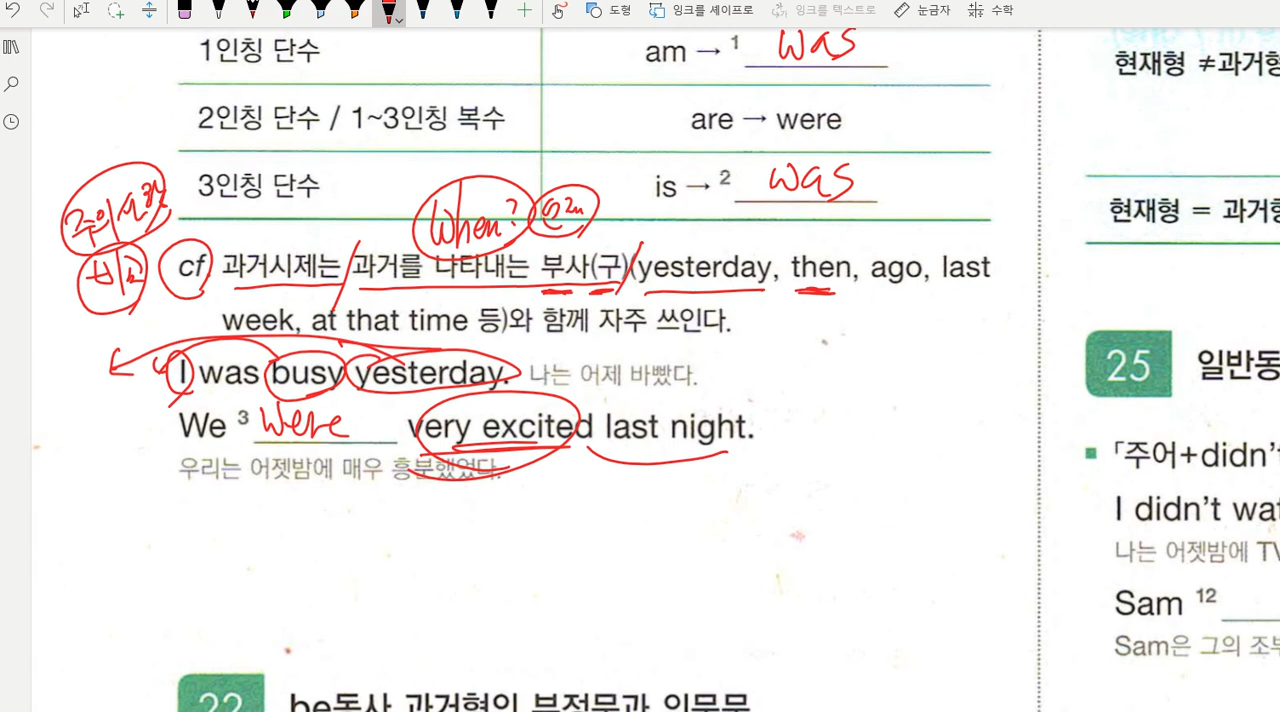 도형 잉크를 셰이프로 잉크를 텍스트로 눈금자 수학
1인칭 단수 am → 1 was
2인칭 단수 / 1~3인칭 복수 are → were
3인칭 단수 is → 2 was
주의사항
When?
비교
cf 과거시제는 과거를 나타내는 부사(구)(yesterday, then, ago, last
week, at that time 등)와 함께 자주 쓰인다.
I was busy yesterday. 나는 어제 바빴다.
We 3 were very excited last night.
우리는 어젯밤에 매우 흥분했었다.
22 be동사 과거형의 부정문과 의문문
현재형 ≠ 과거형
현재형 = 과거형
25 일반동
「주어+didn't
I didn't wat
나는 어젯밤에 TV
Sam 12
Sam은 그의 조부